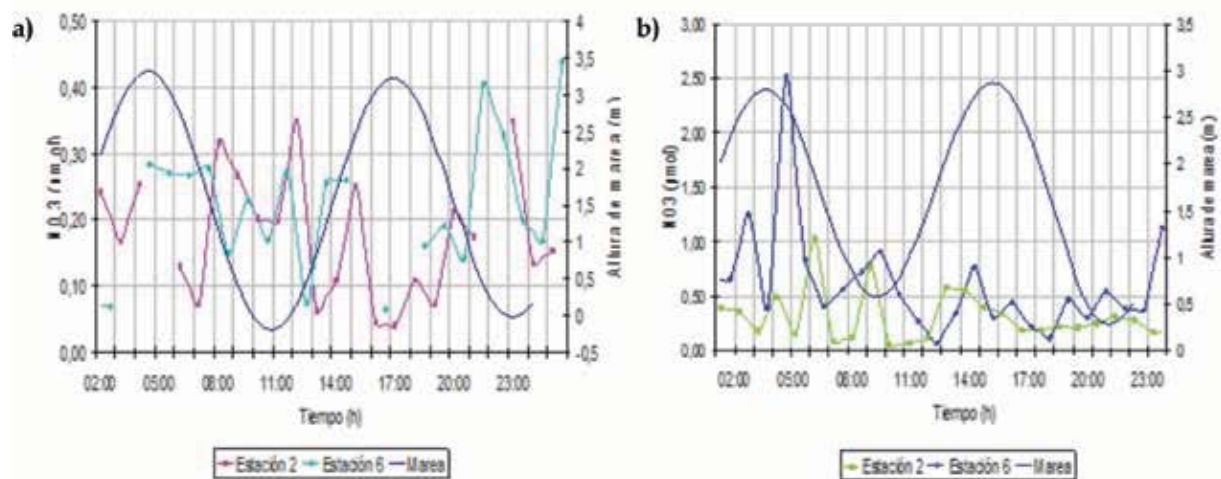 a)
0,50
0,40
0,30
0,20
0,10
0,00
4
3,5
3
2,5
2
1,5
1
0,5
0
-0,5
Altura de marea (m)
02:00 05:00 08:00 11:00 14:00 17:00 20:00 23:00
Tiempo (h)
Estación 2 Estación 6 Marea
b)
3,00
2,50
2,00
1,50
1,00
0,50
0,00
NO3 (µmol)
3,5
3
2,5
2
1,5
1
0,5
0
Altura de marea (m)
02:00 05:00 08:00 11:00 14:00 17:00 20:00 23:00
Tiempo (h)
Estación 2 Estación 6 Marea